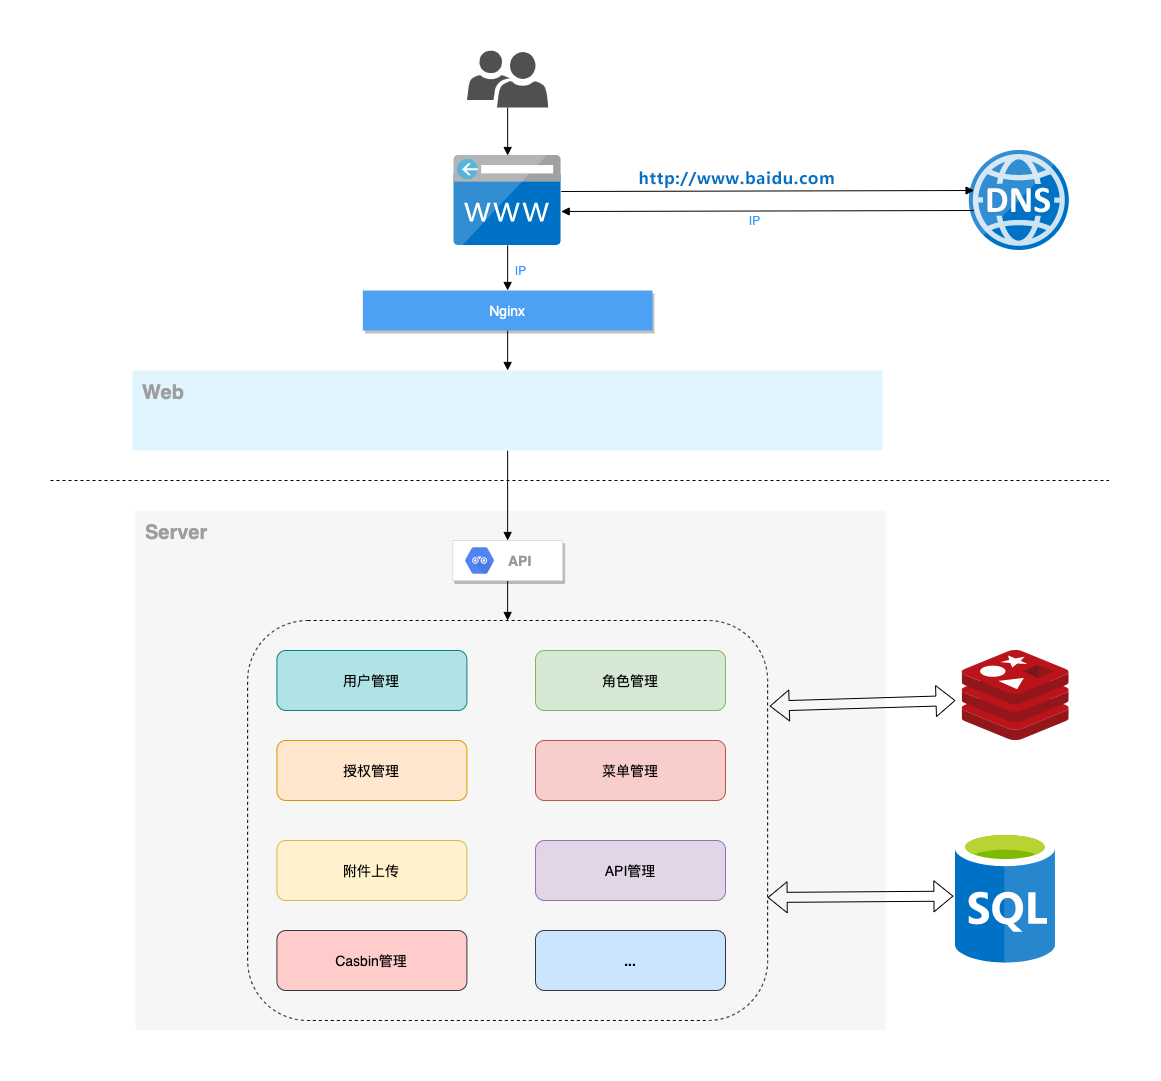 http://www.baidu.com
WWW
DNS
IP
IP
Nginx
Web
Server
API
用户管理
角色管理
授权管理
菜单管理
附件上传
API管理
SQL
Casbin管理
...